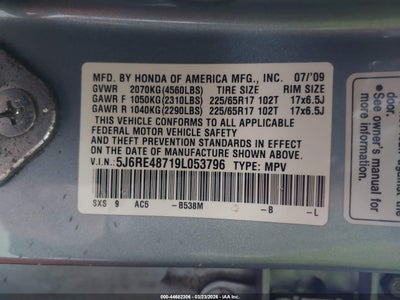 MFD. BY HONDA OF AMERICA MFG., INC. 07/'09
GVWR 2070KG(4560LBS) TIRE SIZE RIM SIZE
GAWR F 1050KG(2310LBS) 225/65R17 102T 17x6.5J
GAWR R 1040KG(2290LBS) 225/65R17 102T 17x6.5J
THIS VEHICLE CONFORMS TO ALL APPLICABLE
FEDERAL MOTOR VEHICLE SAFETY
AND THEFT PREVENTION STANDARDS IN EFFECT ON
THE DATE OF MANUFACTURE SHOWN ABOVE.
V.I.N.: 5J6RE48719L053796 TYPE: MPV
SXS 9 AC5 -B538M -B -L
See owner's manual
more information.
000-44682306 - 03/23/2026 - IAA